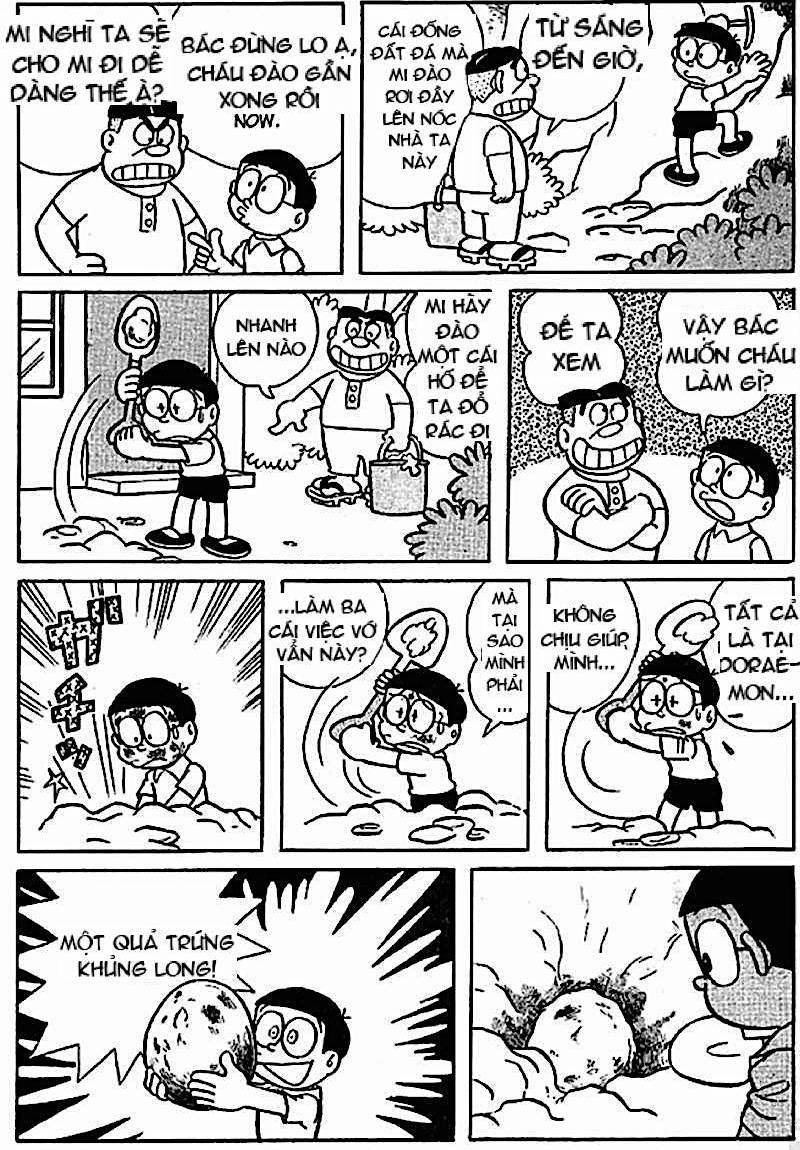 TỪ SÁNG
ĐẾN GIỜ,
CÁI ĐỐNG
ĐẤT ĐÁ MÀ
MI ĐÀO
RƠI ĐẦY
LÊN NÓC
NHÀ TA
NÀY
BÁC ĐỪNG LO Ạ,
CHÁU ĐÀO GẦN
XONG RỒI
NOW.
MI NGHĨ TA SẼ
CHO MI ĐI DỄ
DÀNG THẾ À?
VẬY BÁC
MUỐN CHÁU
LÀM GÌ?
ĐỂ TA
XEM
MI HÃY
ĐÀO
MỘT CÁI
HỐ ĐỂ
TA ĐỔ
RÁC ĐI
NHANH
LÊN NÀO
TẤT CẢ
LÀ TẠI
DORAE-
MON...
KHÔNG
CHỊU GIÚP
MÌNH...
MÀ
TẠI
SAO
MÌNH
PHẢI
...
...LÀM BA
CÁI VIỆC VỚ
VẨN NÀY?
MỘT QUẢ TRỨNG
KHỦNG LONG!